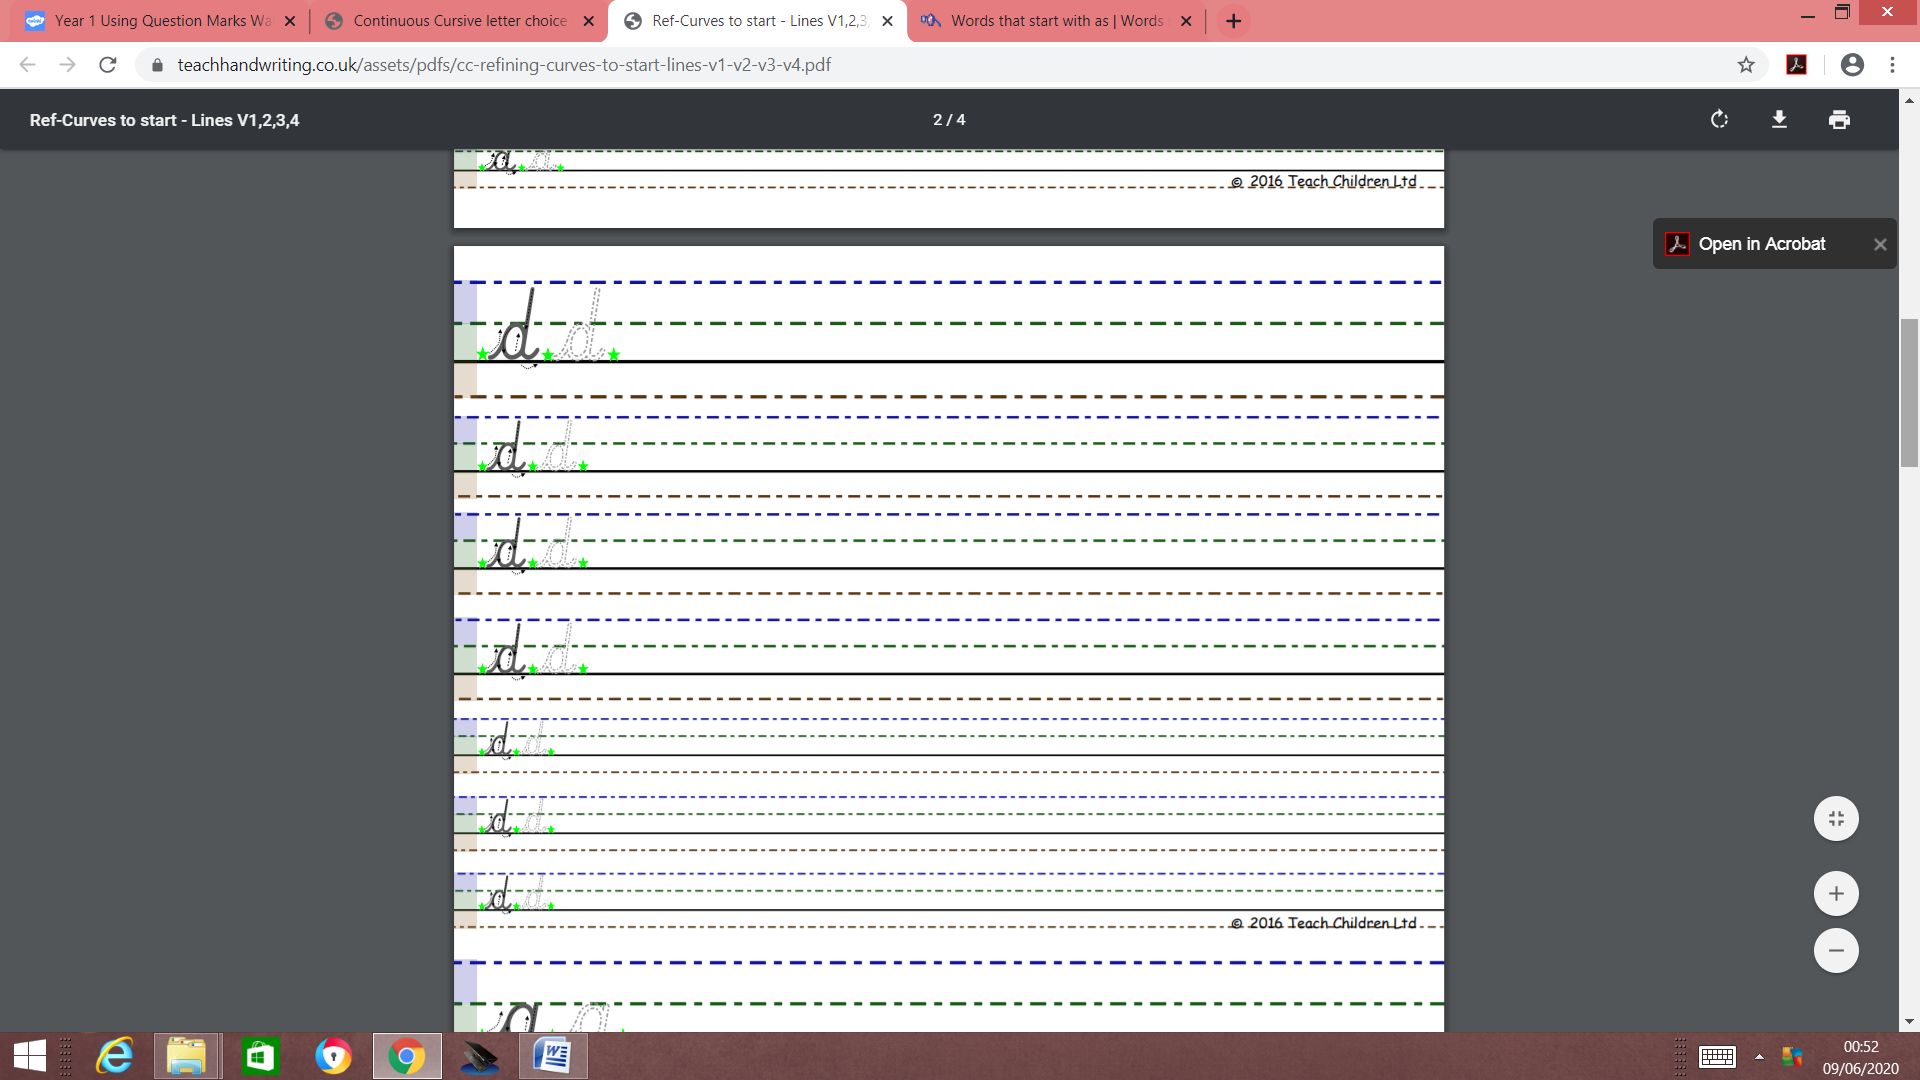 Year 1 Using Question Marks Wa
Continuous Cursive letter choice
Ref-Curves to start - Lines V1,2,3,
Words that start with as | Words
teachhandwriting.co.uk/assets/pdfs/cc-refining-curves-to-start-lines-v1-v2-v3-v4.pdf
Ref-Curves to start - Lines V1,2,3,4
2 / 4
a a
© 2016 Teach Children Ltd
Open in Acrobat
d d
d d
d d
d d
d d
d d
d d
© 2016 Teach Children Ltd
00:52
09/06/2020